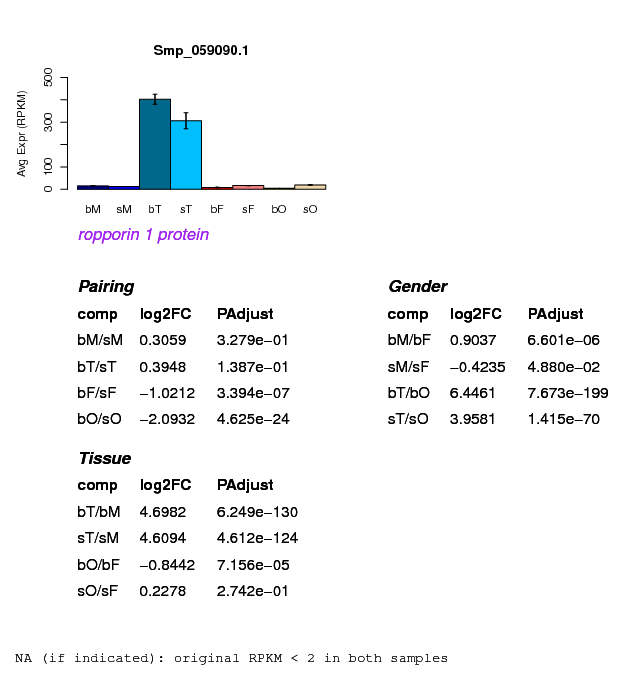 Smp_059090.1
Avg Expr (RPKM)
500
300
100
0
bM sM bT sT bF sF bO sO
ropporin 1 protein
Pairing
comp log2FC PAdjust
bM/sM 0.3059 3.279e−01
bT/sT 0.3948 1.387e−01
bF/sF −1.0212 3.394e−07
bO/sO −2.0932 4.625e−24
Gender
comp log2FC PAdjust
bM/bF 0.9037 6.601e−06
sM/sF −0.4235 4.880e−02
bT/bO 6.4461 7.673e−199
sT/sO 3.9581 1.415e−70
Tissue
comp log2FC PAdjust
bT/bM 4.6982 6.249e−130
sT/sM 4.6094 4.612e−124
bO/bF −0.8442 7.156e−05
sO/sF 0.2278 2.742e−01
NA (if indicated): original RPKM < 2 in both samples